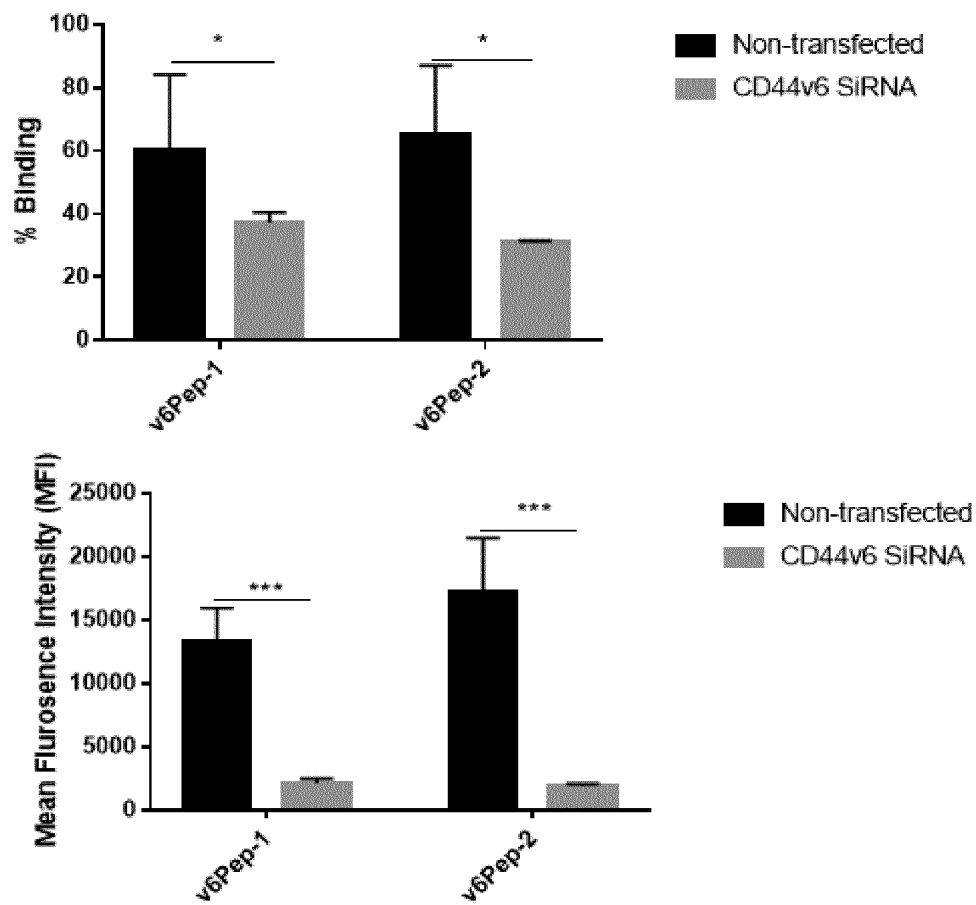 % Binding
100
80
60
40
20
0
*
*
v6Pep-1
v6Pep-2
Non-transfected
CD44v6 SiRNA
Mean Flurosence Intensity (MFI)
25000
20000
15000
10000
5000
0
***
***
v6Pep-1
v6Pep-2
Non-transfected
CD44v6 SiRNA